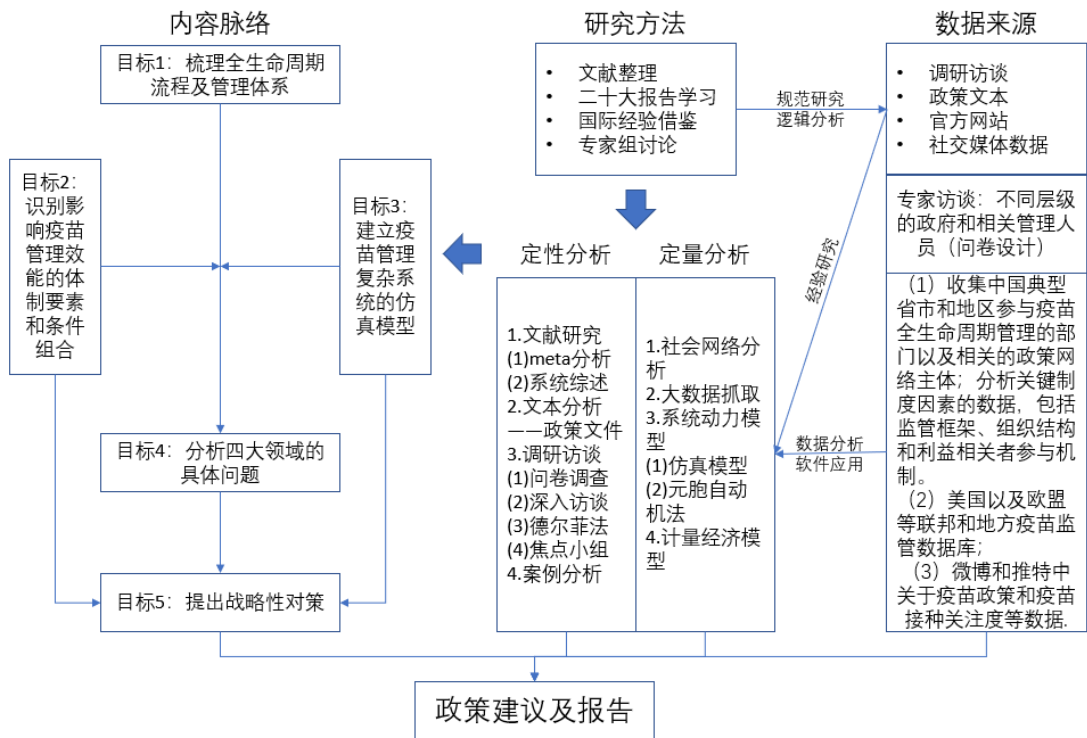 内容脉络
目标1：梳理全生命周期
流程及管理体系
目标2：
识别影
响疫苗
管理效
能的体
制要素
和条件
组合
目标3：
建立疫
苗管理
复杂系
统的仿
真模型
目标4：分析四大领域的
具体问题
目标5：提出战略性对策
研究方法
• 文献整理
• 二十大报告学习
• 国际经验借鉴
• 专家组讨论
规范研究
逻辑分析
经验研究
数据分析
软件应用
定性分析
1.文献研究
(1)meta分析
(2)系统综述
2.文本分析
——政策文件
3.调研访谈
(1)问卷调查
(2)深入访谈
(3)德尔菲法
(4)焦点小组
4.案例分析
定量分析
1.社会网络分
析
2.大数据抓取
3.系统动力模
型
(1)仿真模型
(2)元胞自动
机法
4.计量经济模
型
数据来源
• 调研访谈
• 政策文本
• 官方网站
• 社交媒体数据
专家访谈：不同层级
的政府和相关管理人
员（问卷设计）
（1）收集中国典型
省市和地区参与疫苗
全生命周期管理的部
门以及相关的政策网
络主体；分析关键制
度因素的数据，包括
监管框架、组织结构
和利益相关者参与机
制。
（2）美国以及欧盟
等联邦和地方疫苗监
管数据库；
（3）微博和推特中
关于疫苗政策和疫苗
接种关注度等数据.
政策建议及报告